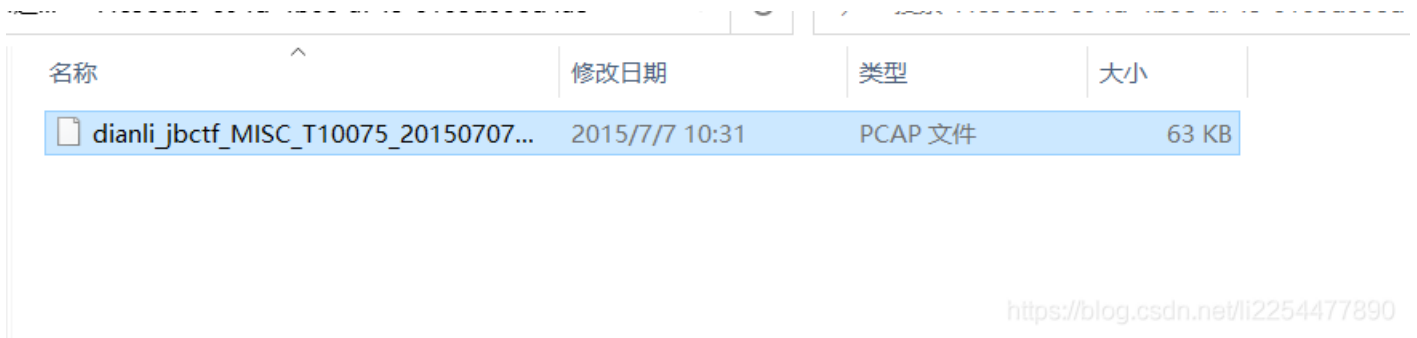 名称 修改日期 类型 大小
dianli_jbctf_MISC_T10075_20150707... 2015/7/7 10:31 PCAP 文件 63 KB
https://blog.csdn.net/li2254477890